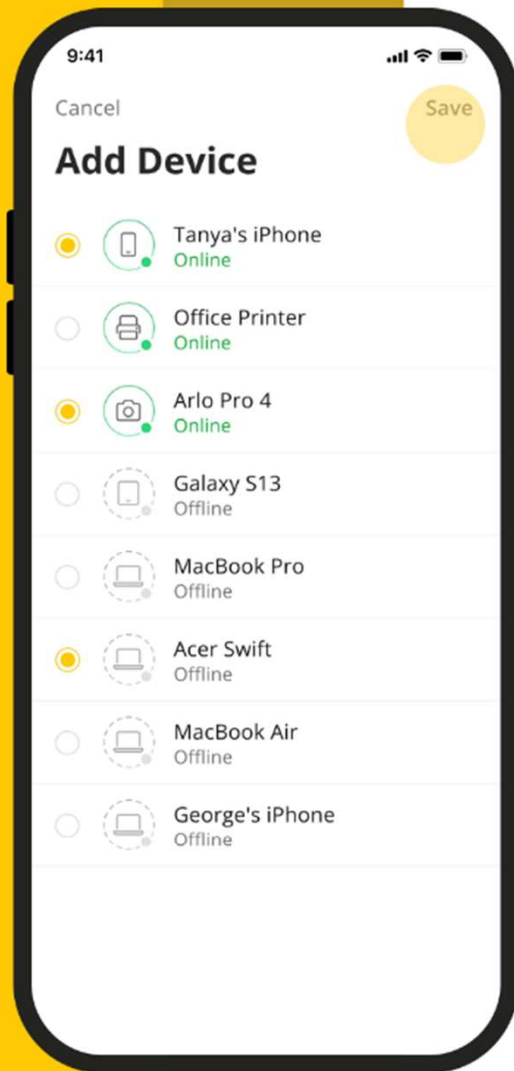 9:41
Cancel
Save
Add Device
Tanya's iPhone
Online
Office Printer
Online
Arlo Pro 4
Online
Galaxy S13
Offline
MacBook Pro
Offline
Acer Swift
Offline
MacBook Air
Offline
George's iPhone
Offline